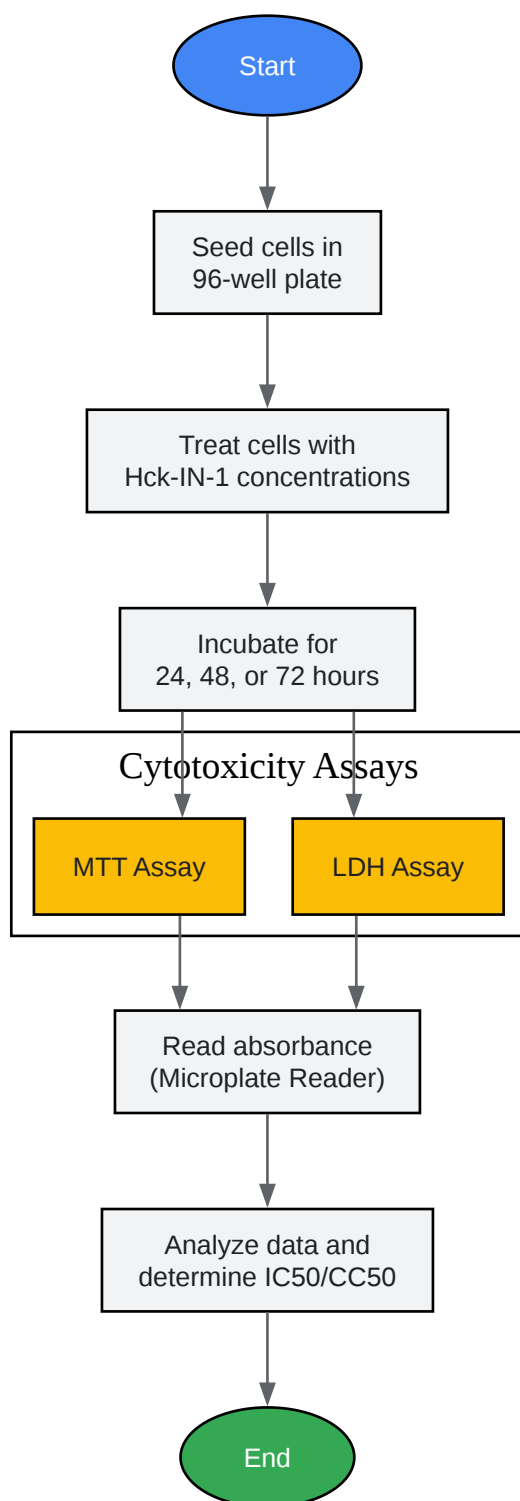 Start
Seed cells in
96-well plate
Treat cells with
Hck-IN-1 concentrations
Incubate for
24, 48, or 72 hours
Cytotoxicity Assays
MTT Assay
LDH Assay
Read absorbance
(Microplate Reader)
Analyze data and
determine IC50/CC50
End